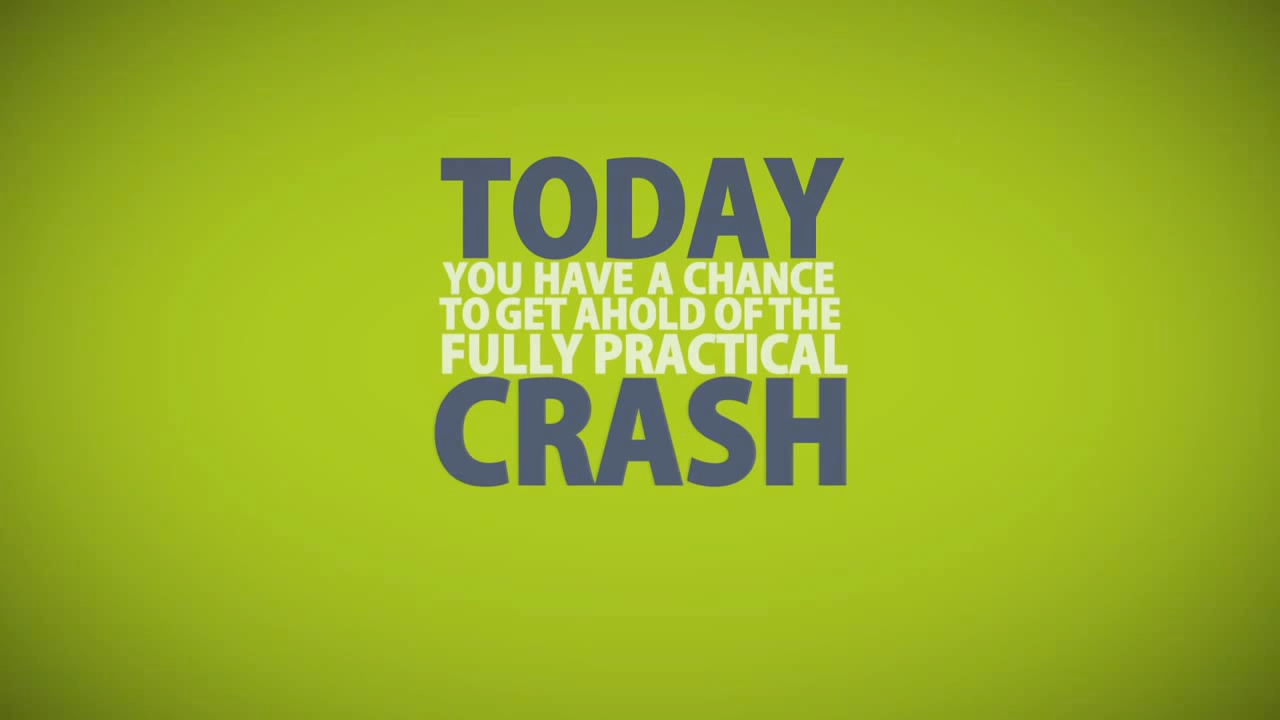 TODAY
YOU HAVE A CHANCE
TO GET AHOLD OF THE
FULLY PRACTICAL
CRASH